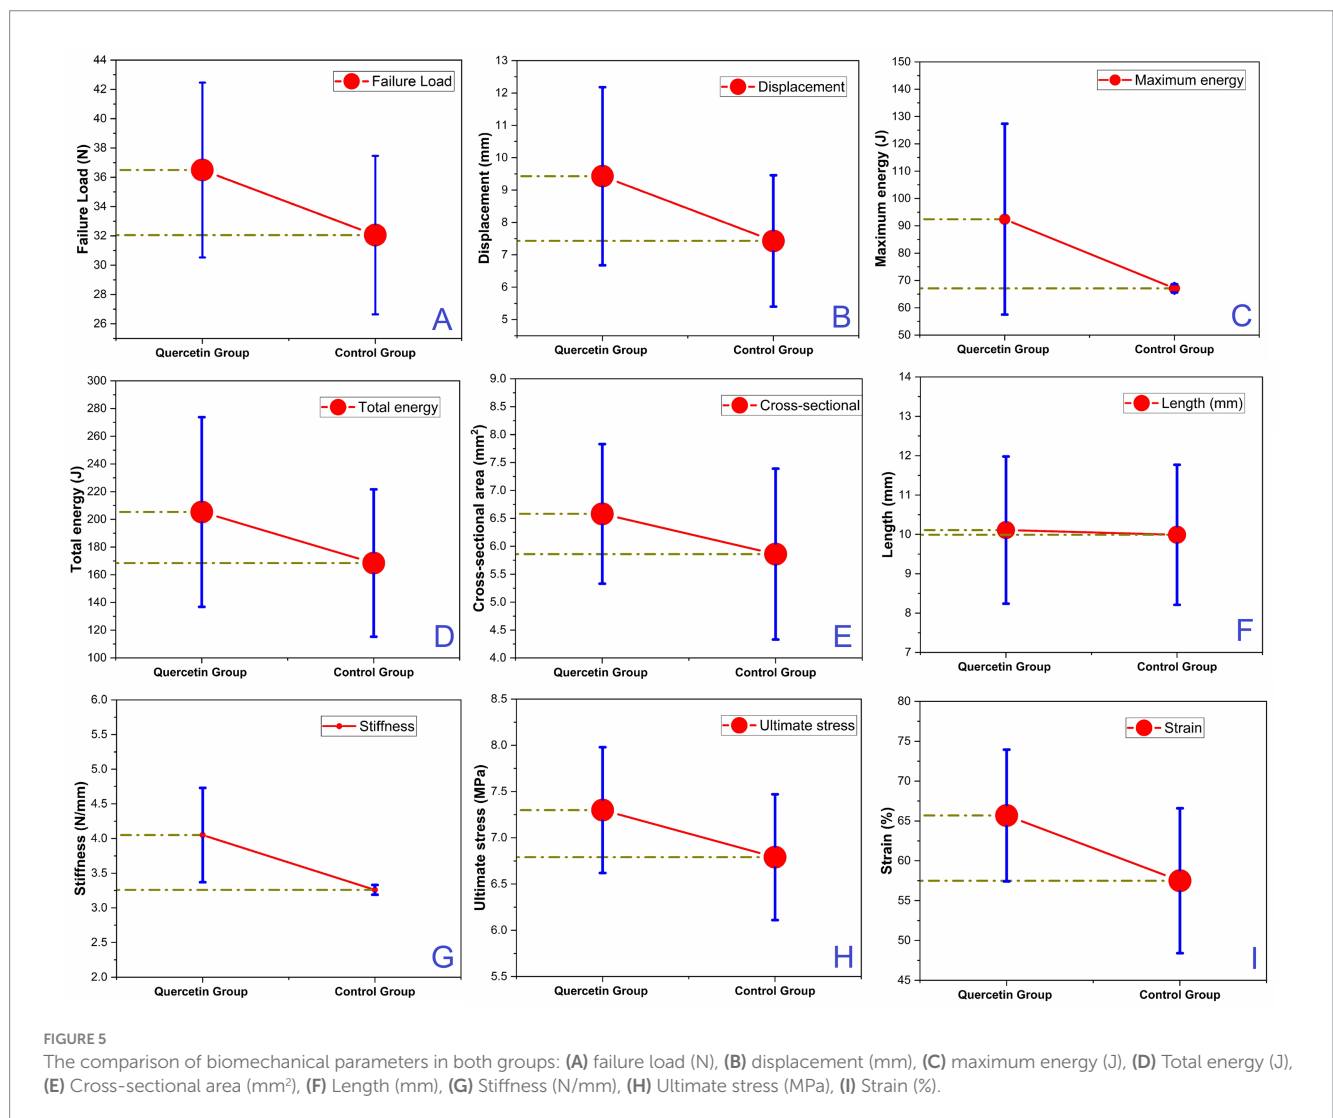 44
42
40
38
36
34
32
30
28
26
Failure Load (N)
Failure Load
A
Quercetin Group
Control Group
13
12
11
10
9
8
7
6
5
Displacement (mm)
Displacement
B
Quercetin Group
Control Group
150
140
130
120
110
100
90
80
70
60
50
Maximum energy (J)
Maximum energy
C
Quercetin Group
Control Group
300
280
260
240
220
200
180
160
140
120
100
Total energy (J)
Total energy
D
Quercetin Group
Control Group
9.0
8.5
8.0
7.5
7.0
6.5
6.0
5.5
5.0
4.5
4.0
Cross-sectional area (mm²)
Cross-sectional
E
Quercetin Group
Control Group
14
13
12
11
10
9
8
7
Length (mm)
Length (mm)
F
Quercetin Group
Control Group
6.0
5.5
5.0
4.5
4.0
3.5
3.0
2.5
2.0
Stiffness (N/mm)
Stiffness
G
Quercetin Group
Control Group
8.5
8.0
7.5
7.0
6.5
6.0
5.5
Ultimate stress (MPa)
Ultimate stress
H
Quercetin Group
Control Group
80
75
70
65
60
55
50
45
Strain (%)
Strain
I
Quercetin Group
Control Group
FIGURE 5
The comparison of biomechanical parameters in both groups: (A) failure load (N), (B) displacement (mm), (C) maximum energy (J), (D) Total energy (J),
(E) Cross-sectional area (mm²), (F) Length (mm), (G) Stiffness (N/mm), (H) Ultimate stress (MPa), (I) Strain (%).